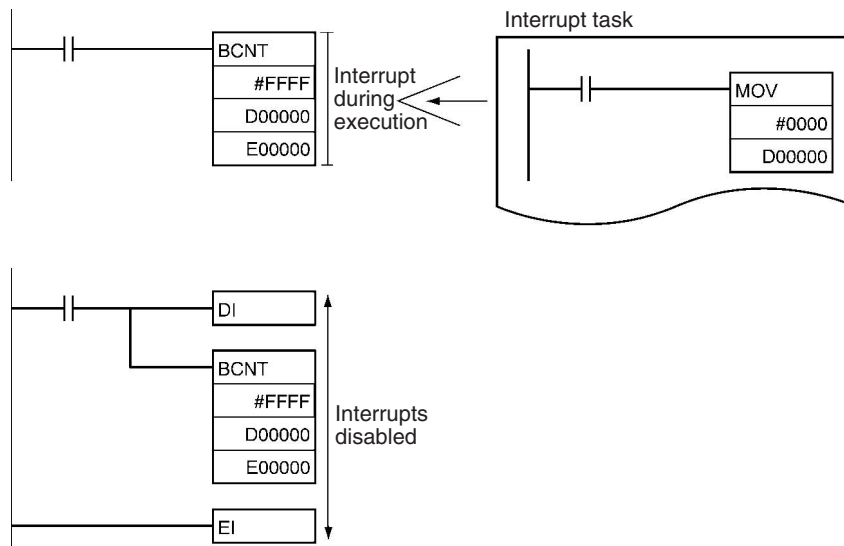 Interrupt task
BCNT
#FFFF
D00000
E00000
Interrupt
during
execution
MOV
#0000
D00000
DI
BCNT
#FFFF
D00000
E00000
Interrupts
disabled
EI